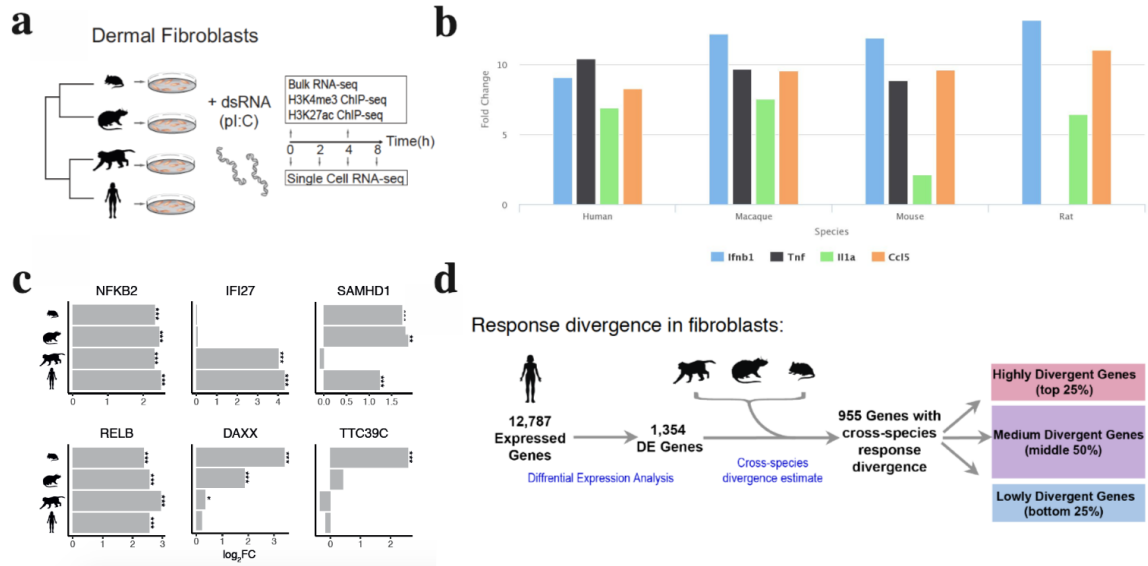 a
Dermal Fibroblasts
+ dsRNA
(pI:C)
Bulk RNA-seq
H3K4me3 ChIP-seq
H3K27ac ChIP-seq
Time(h)
0 2 4 8
Single Cell RNA-seq
b
Fold Change
10
5
0
Human Macaque Mouse Rat
Species
Ifnb1 Tnf Il1a Ccl5
c
NFKB2 IFI27 SAMHD1
*** ***
*** **
*** ***
*** *** ***
0 1 2 0 1 2 3 4 0.0 0.5 1.0 1.5
RELB DAXX TTC39C
*** *** ***
*** ***
*** *
***
0 1 2 3 0 1 2 3 0 1 2
log2FC
d
Response divergence in fibroblasts:
12,787
Expressed
Genes
1,354
DE Genes
955 Genes with
cross-species
response
divergence
Diffrential Expression Analysis
Cross-species
divergence estimate
Highly Divergent Genes
(top 25%)
Medium Divergent Genes
(middle 50%)
Lowly Divergent Genes
(bottom 25%)